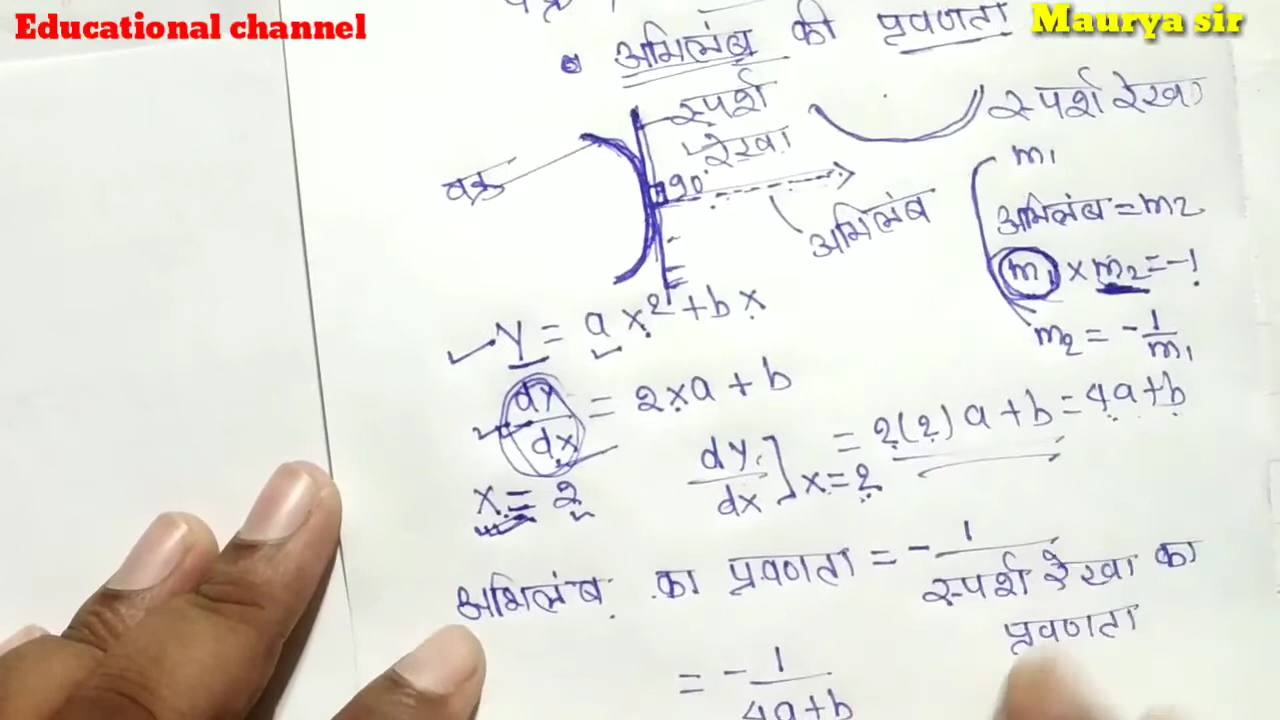 Educational channel
Maurya sir
• अभिलंब की प्रवणता
स्पर्श
रेखा
स्पर्श रेखा
m₁
वक्र
90°
अभिलंब
अभिलंब = m₂
m₁ × m₂ = -1
m₂ = -1/m₁
y = ax² + bx
dy/dx = 2xa + b
x = 2
dy/dx]x=2 = 2(2)a + b = 4a + b
अभिलंब का प्रवणता = - 1/स्पर्श रेखा का प्रवणता
= - 1/4a+b